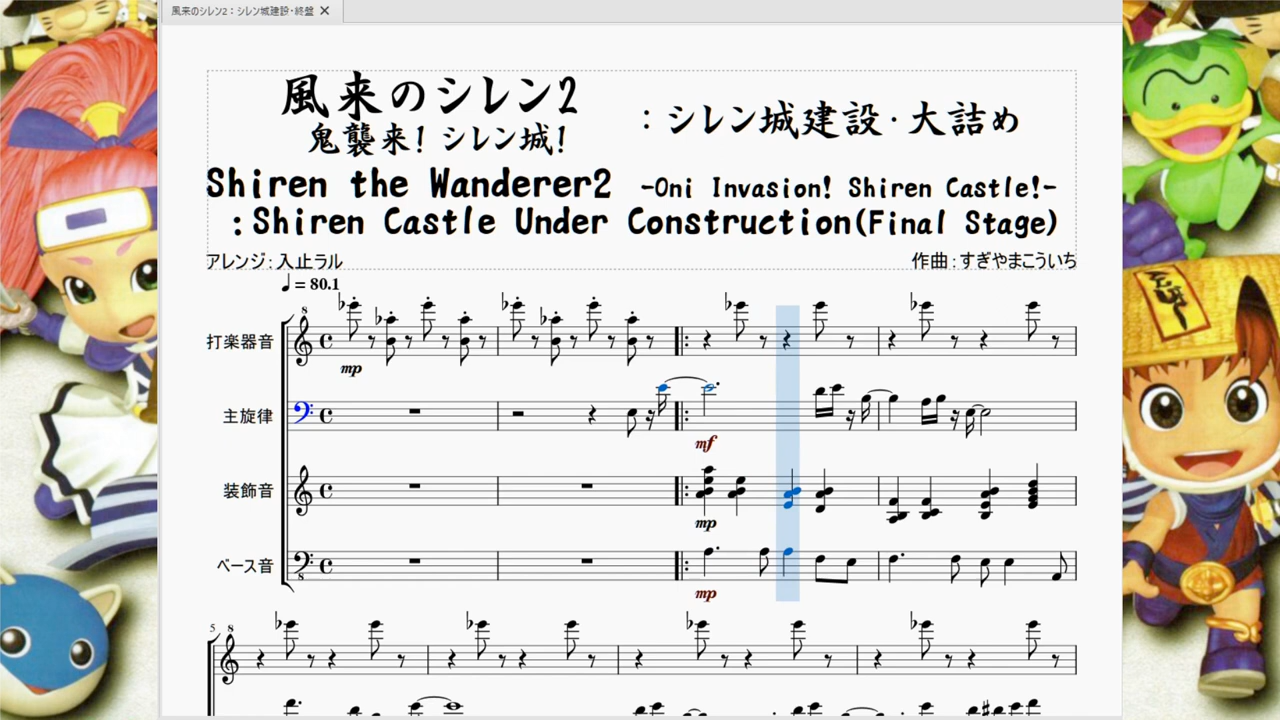 風来のシレン2：シレン城建設・終盤 ×
風来のシレン2
鬼襲来! シレン城!
：シレン城建設・大詰め
Shiren the Wanderer2 -Oni Invasion! Shiren Castle!-
:Shiren Castle Under Construction(Final Stage)
アレンジ：入止ラル
作曲：すぎやまこういち
♩ = 80.1
8
打楽器音
mp
主旋律
mf
装飾音
mp
ベース音
8
mp
5
8